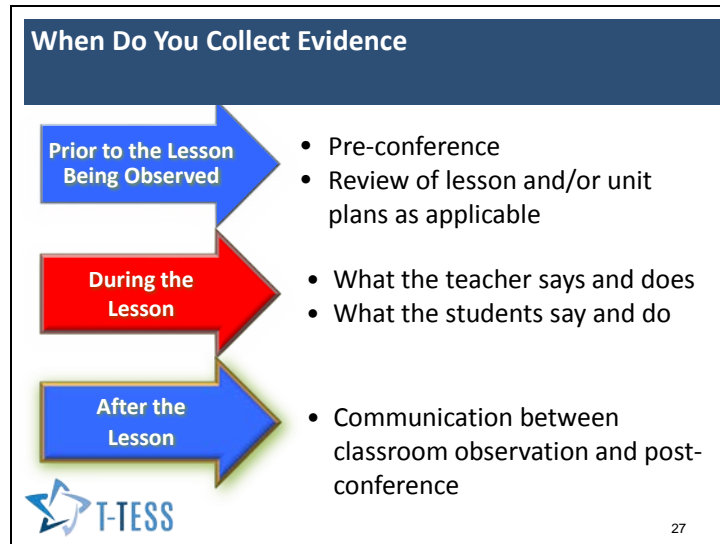 When Do You Collect Evidence
Prior to the Lesson
Being Observed
• Pre-conference
• Review of lesson and/or unit
plans as applicable
During the
Lesson
• What the teacher says and does
• What the students say and do
After the
Lesson
• Communication between
classroom observation and post-
conference
T-TESS
27